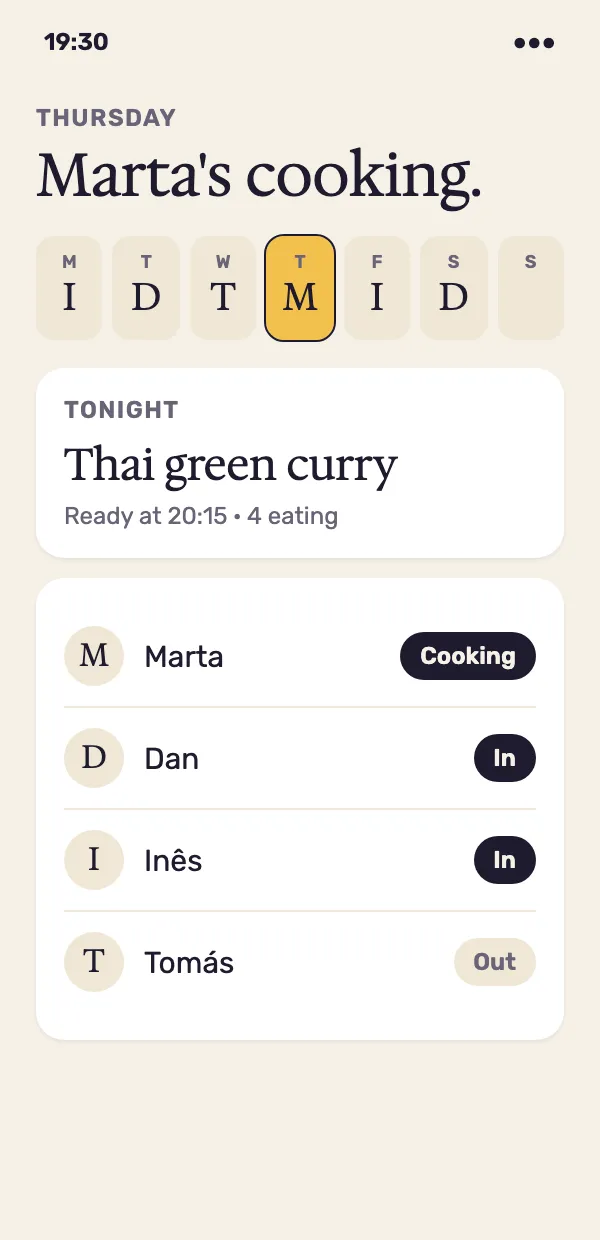 19:30
THURSDAY
Marta's cooking.
M T W T F S S
I D T M I D
TONIGHT
Thai green curry
Ready at 20:15 • 4 eating
M Marta Cooking
D Dan In
I Inês In
T Tomás Out